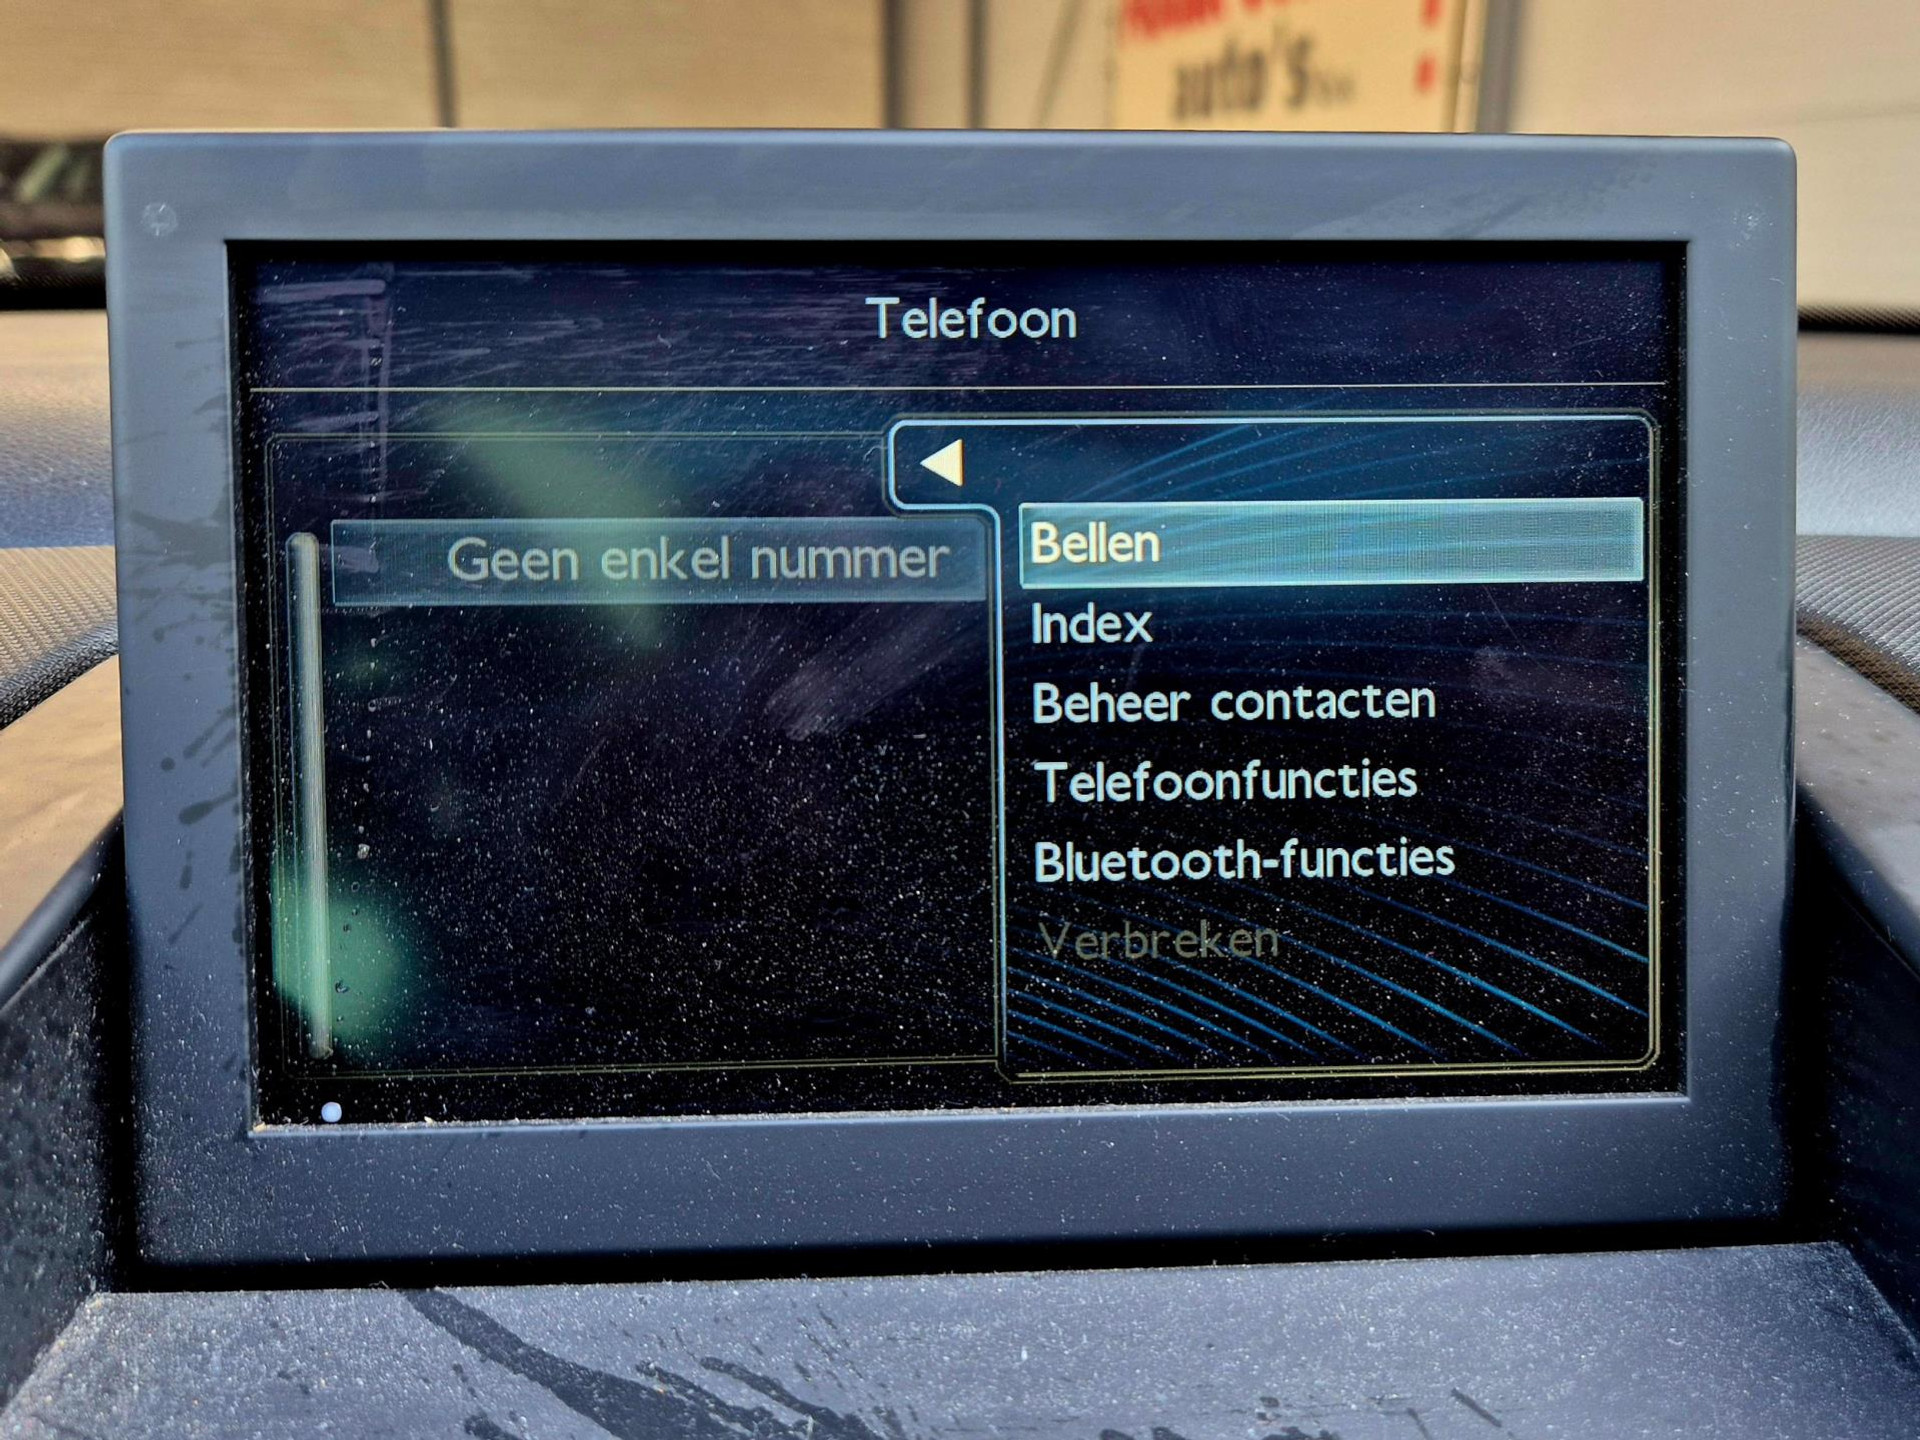 auto's
Telefoon
Geen enkel nummer
Bellen
Index
Beheer contacten
Telefoonfuncties
Bluetooth-functies
Verbreken